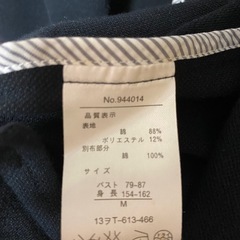 No.944014
品質表示
表地
綿 88%
ポリエステル 12%
別布部分
綿 100%
サイズ
バスト 79-87
身長 154-162
M
13ヲT-613-466